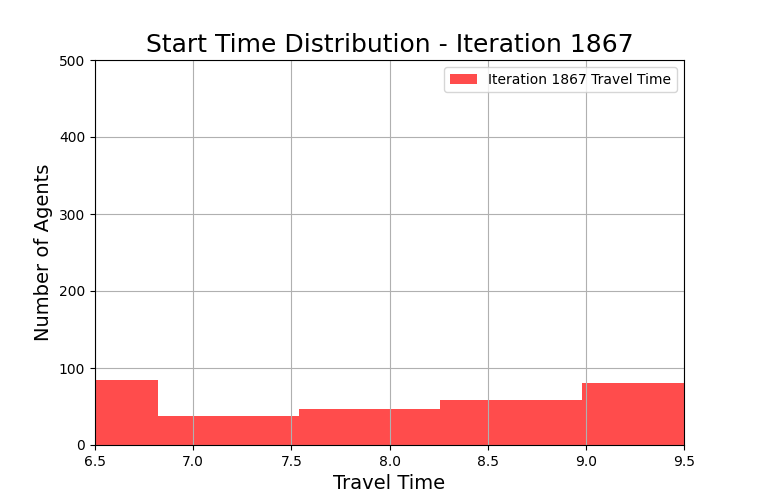 Start Time Distribution - Iteration 1867
Iteration 1867 Travel Time
Number of Agents
500
400
300
200
100
0
6.5 7.0 7.5 8.0 8.5 9.0 9.5
Travel Time